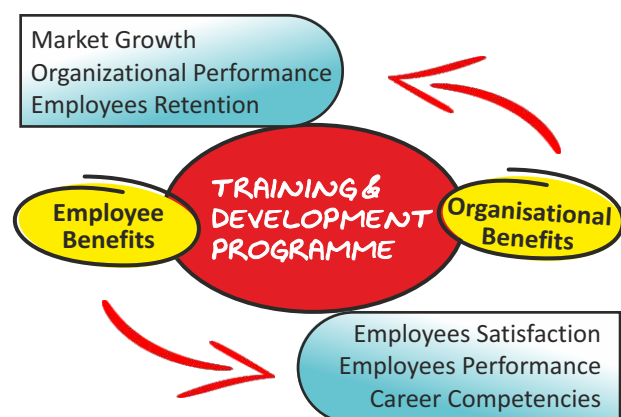 Market Growth
Organizational Performance
Employees Retention
TRAINING &
DEVELOPMENT
PROGRAMME
Employee
Benefits
Organisational
Benefits
Employees Satisfaction
Employees Performance
Career Competencies